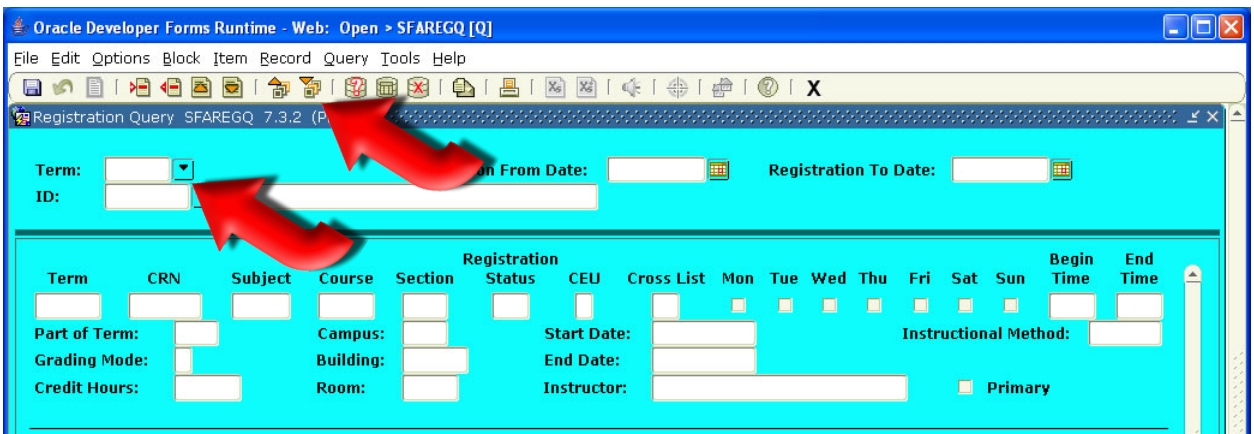 Oracle Developer Forms Runtime - Web: Open > SFAREGQ [Q]
File Edit Options Block Item Record Query Tools Help
X
Registration Query SFAREGQ 7.3.2 (P
Term: on From Date: Registration To Date:
ID:
Registration Begin End
Term CRN Subject Course Section Status CEU Cross List Mon Tue Wed Thu Fri Sat Sun Time Time
Part of Term: Campus: Start Date: Instructional Method:
Grading Mode: Building: End Date:
Credit Hours: Room: Instructor: Primary